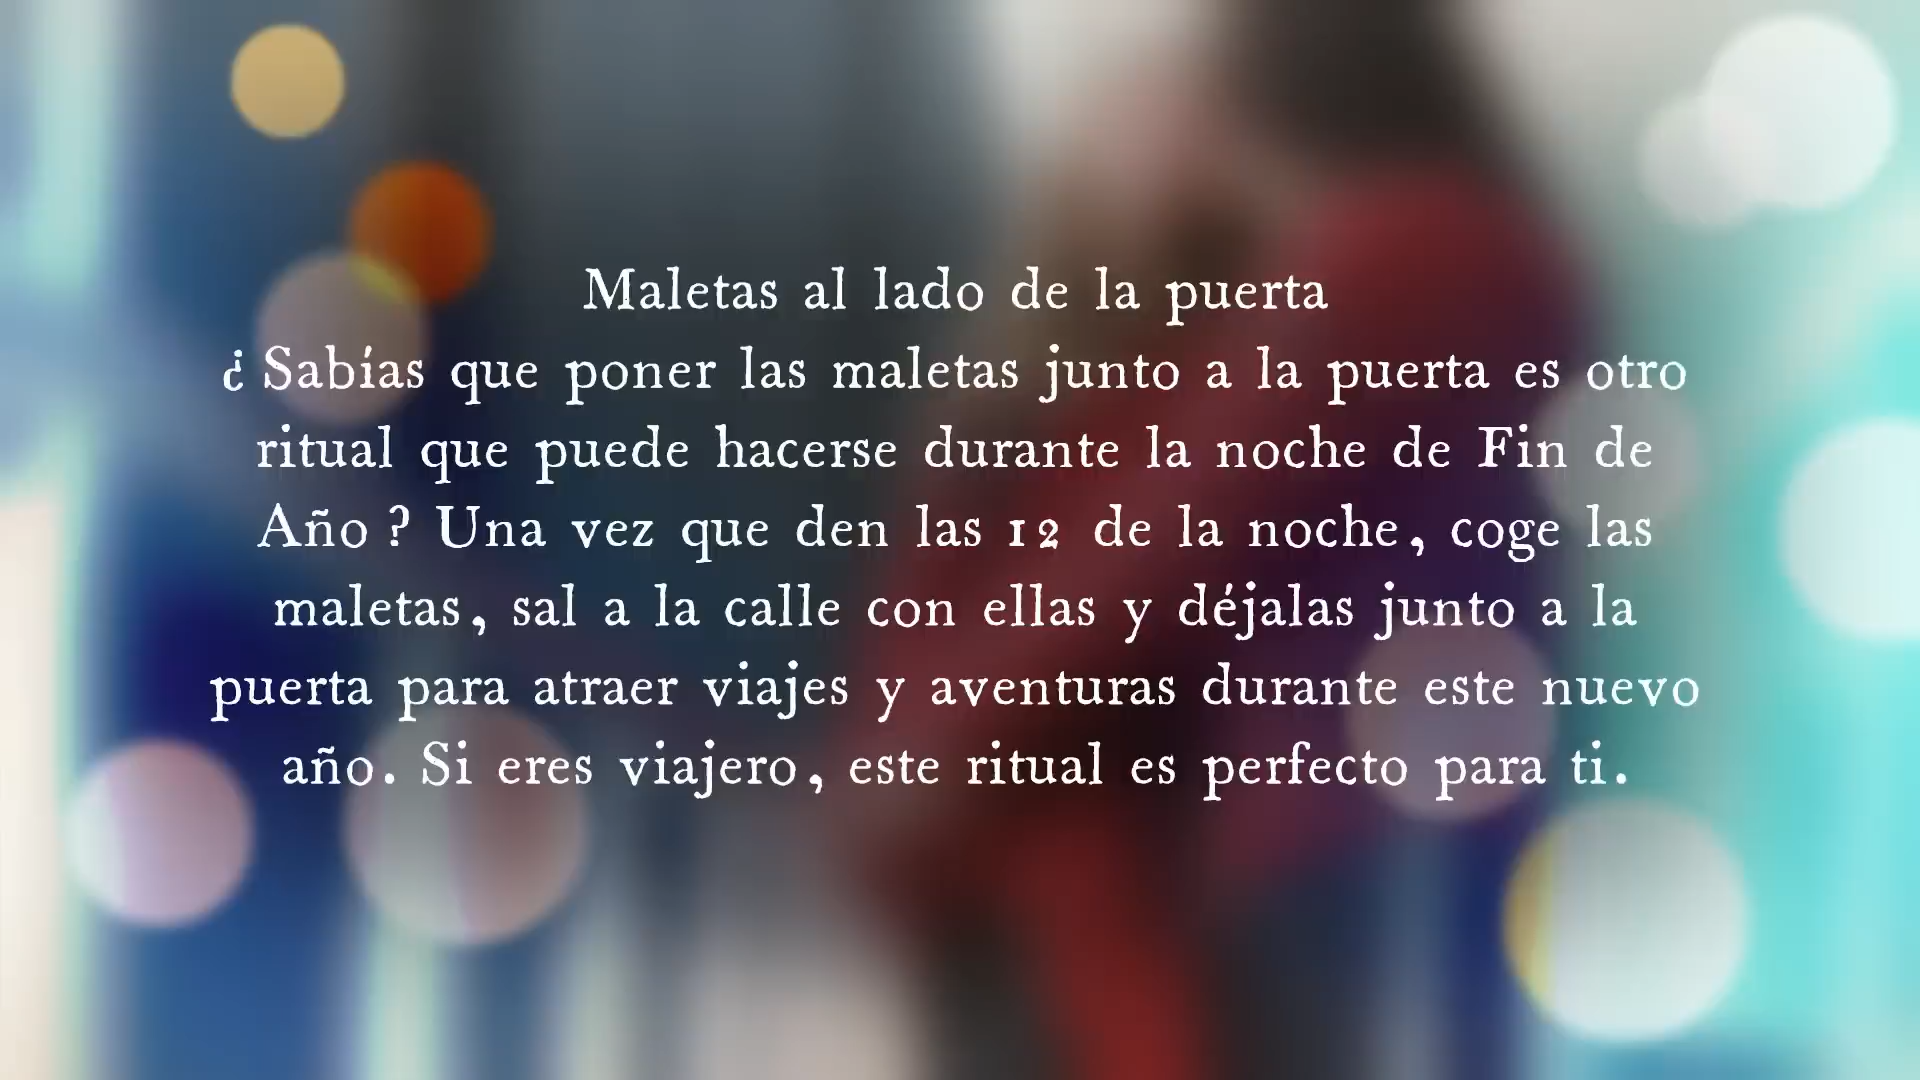 Maletas al lado de la puerta
¿Sabías que poner las maletas junto a la puerta es otro
ritual que puede hacerse durante la noche de Fin de
Año? Una vez que den las 12 de la noche, coge las
maletas, sal a la calle con ellas y déjalas junto a la
puerta para atraer viajes y aventuras durante este nuevo
año. Si eres viajero, este ritual es perfecto para ti.